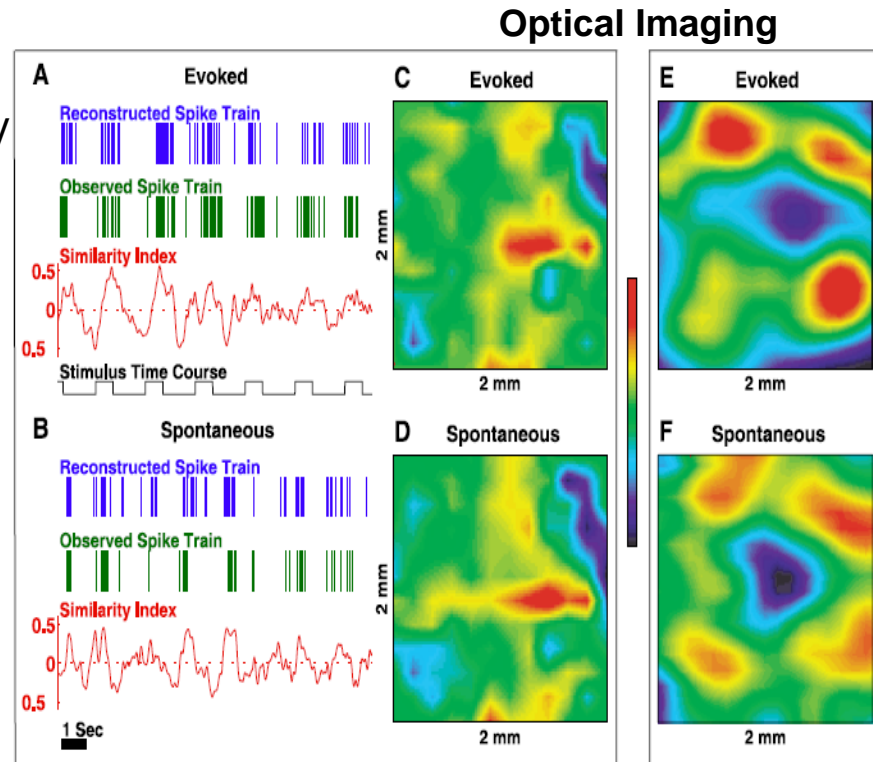 Optical Imaging
y
A Evoked
Reconstructed Spike Train
Observed Spike Train
Similarity Index
0.5
0
0.5
Stimulus Time Course
B Spontaneous
Reconstructed Spike Train
Observed Spike Train
Similarity Index
0.5
0
0.5
1 Sec
C Evoked
2 mm
2 mm
D Spontaneous
2 mm
2 mm
E Evoked
2 mm
F Spontaneous
2 mm